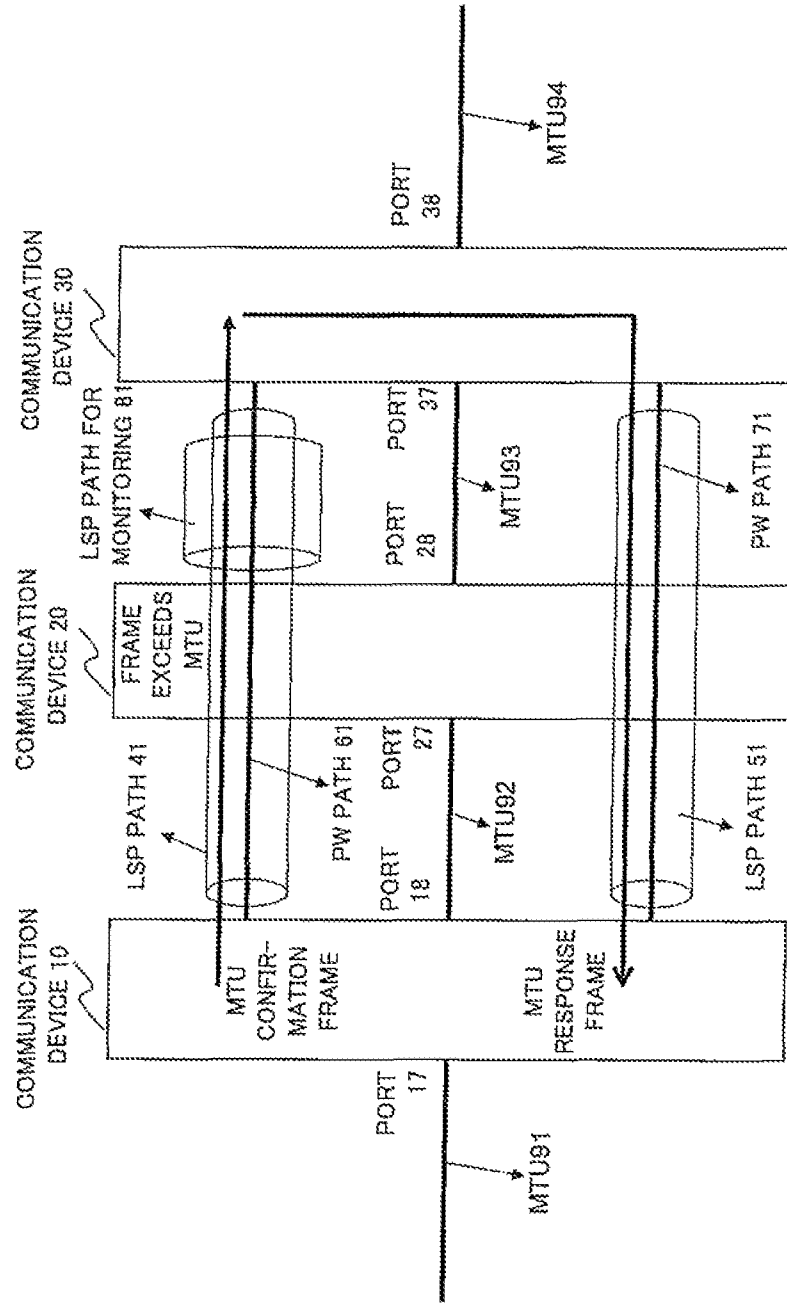 COMMUNICATION
DEVICE 10
COMMUNICATION
DEVICE 20
COMMUNICATION
DEVICE 30
LSP PATH 41
LSP PATH FOR
MONITORING 81
FRAME
EXCEEDS
MTU
MTU
CONFIR-
MATION
FRAME
PW PATH 61
PORT
17
PORT
18
PORT
27
PORT
28
PORT
37
PORT
38
MTU91
MTU92
MTU93
MTU94
MTU
RESPONSE
FRAME
LSP PATH 51
PW PATH 71